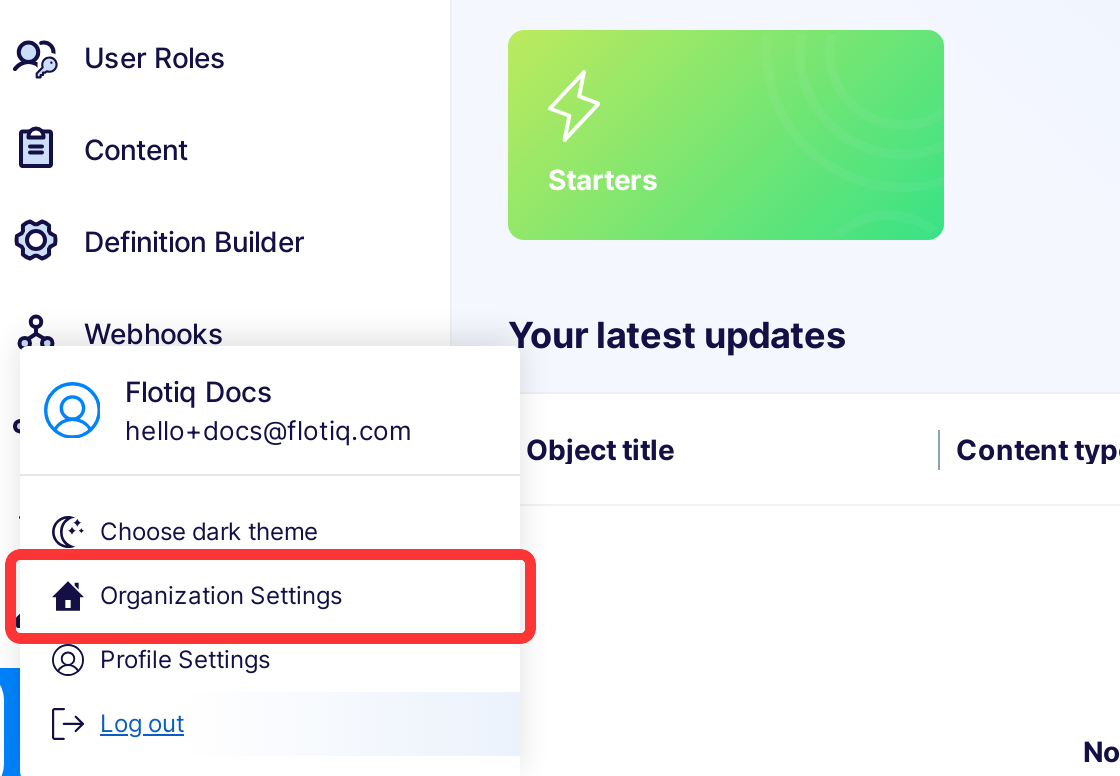 User Roles
Content
Definition Builder
Webhooks
Starters
Your latest updates
Flotiq Docs
hello+docs@flotiq.com
Choose dark theme
Organization Settings
Profile Settings
Log out
Object title
Content type
No